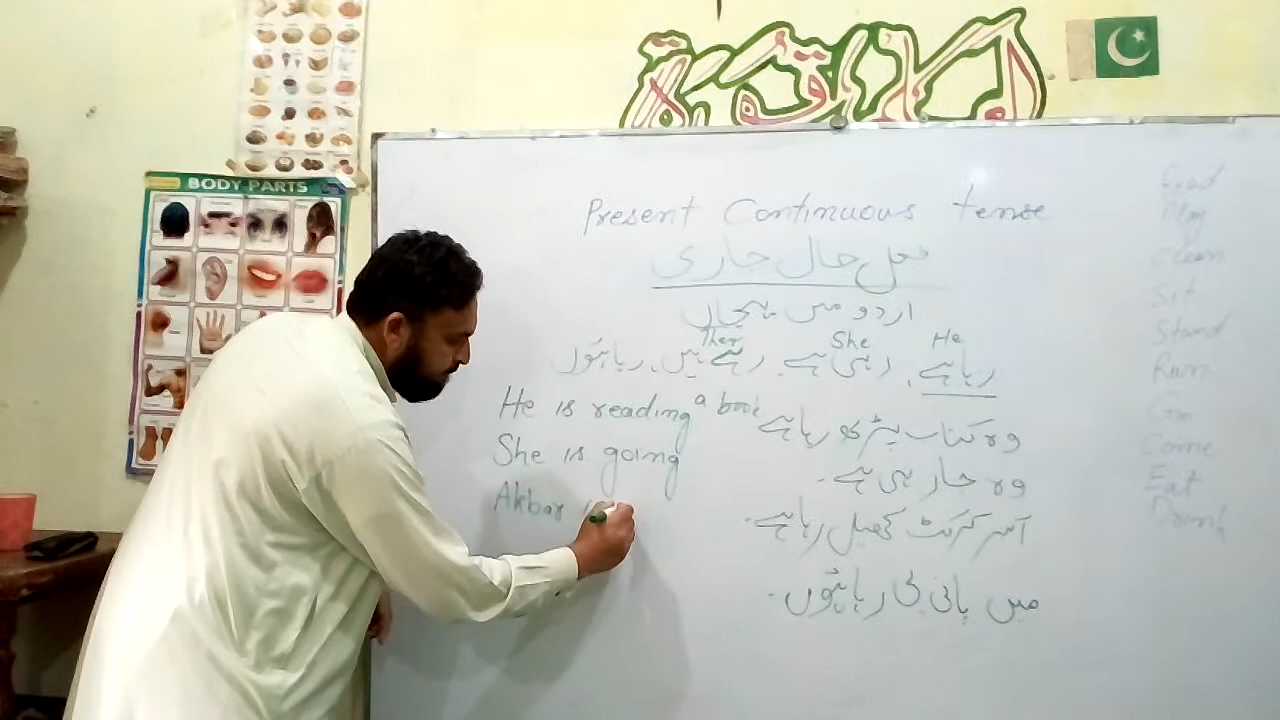 BODY PARTS
Present Continuous tense
فعل حال جاری
اردو میں پہچان
They She He
رہا ہے، رہی ہے، رہے ہیں، رہا ہوں
He is reading a book
وہ کتاب پڑھ رہا ہے
She is going
وہ جا رہی ہے۔
Akbar is
کرکٹ کھیل رہا ہے۔
میں پانی پی رہا ہوں۔
Read
Play
Clean
Sit
Stand
Run
Go
Come
Eat
Drink